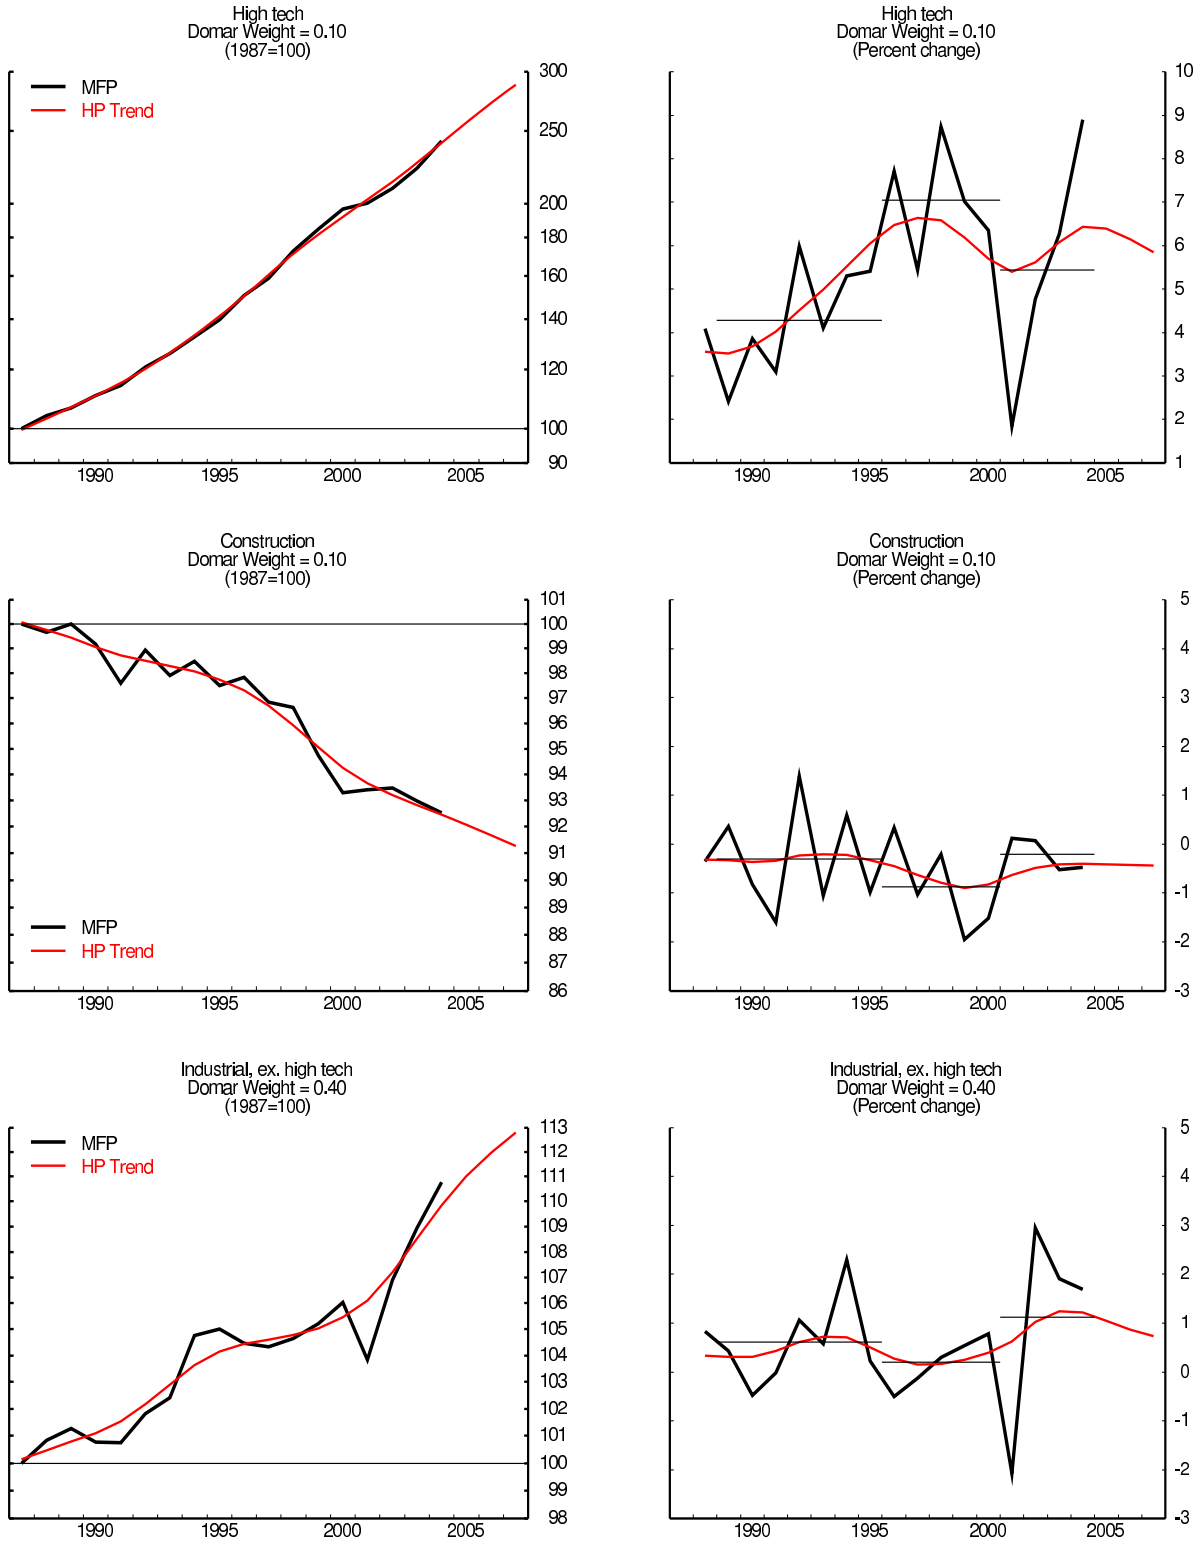 High tech
Domar Weight = 0.10
(1987=100)
300
250
200
180
160
140
120
100
90
MFP
HP Trend
1990 1995 2000 2005
High tech
Domar Weight = 0.10
(Percent change)
10
9
8
7
6
5
4
3
2
1
1990 1995 2000 2005
Construction
Domar Weight = 0.10
(1987=100)
101
100
99
98
97
96
95
94
93
92
91
90
89
88
87
86
MFP
HP Trend
1990 1995 2000 2005
Construction
Domar Weight = 0.10
(Percent change)
5
4
3
2
1
0
-1
-2
-3
1990 1995 2000 2005
Industrial, ex. high tech
Domar Weight = 0.40
(1987=100)
113
112
111
110
109
108
107
106
105
104
103
102
101
100
99
98
MFP
HP Trend
1990 1995 2000 2005
Industrial, ex. high tech
Domar Weight = 0.40
(Percent change)
5
4
3
2
1
0
-1
-2
-3
1990 1995 2000 2005